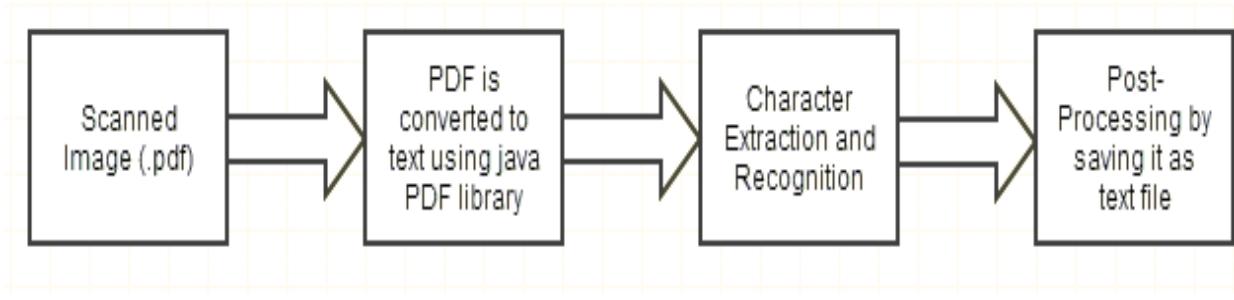 Scanned
Image (.pdf)
PDF is
converted to
text using java
PDF library
Character
Extraction and
Recognition
Post-
Processing by
saving it as
text file